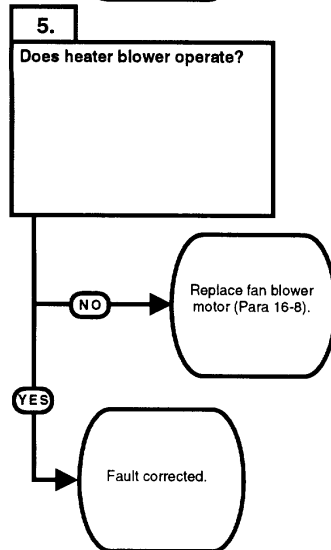 5.
Does heater blower operate?
NO
Replace fan blower
motor (Para 16-8).
YES
Fault corrected.